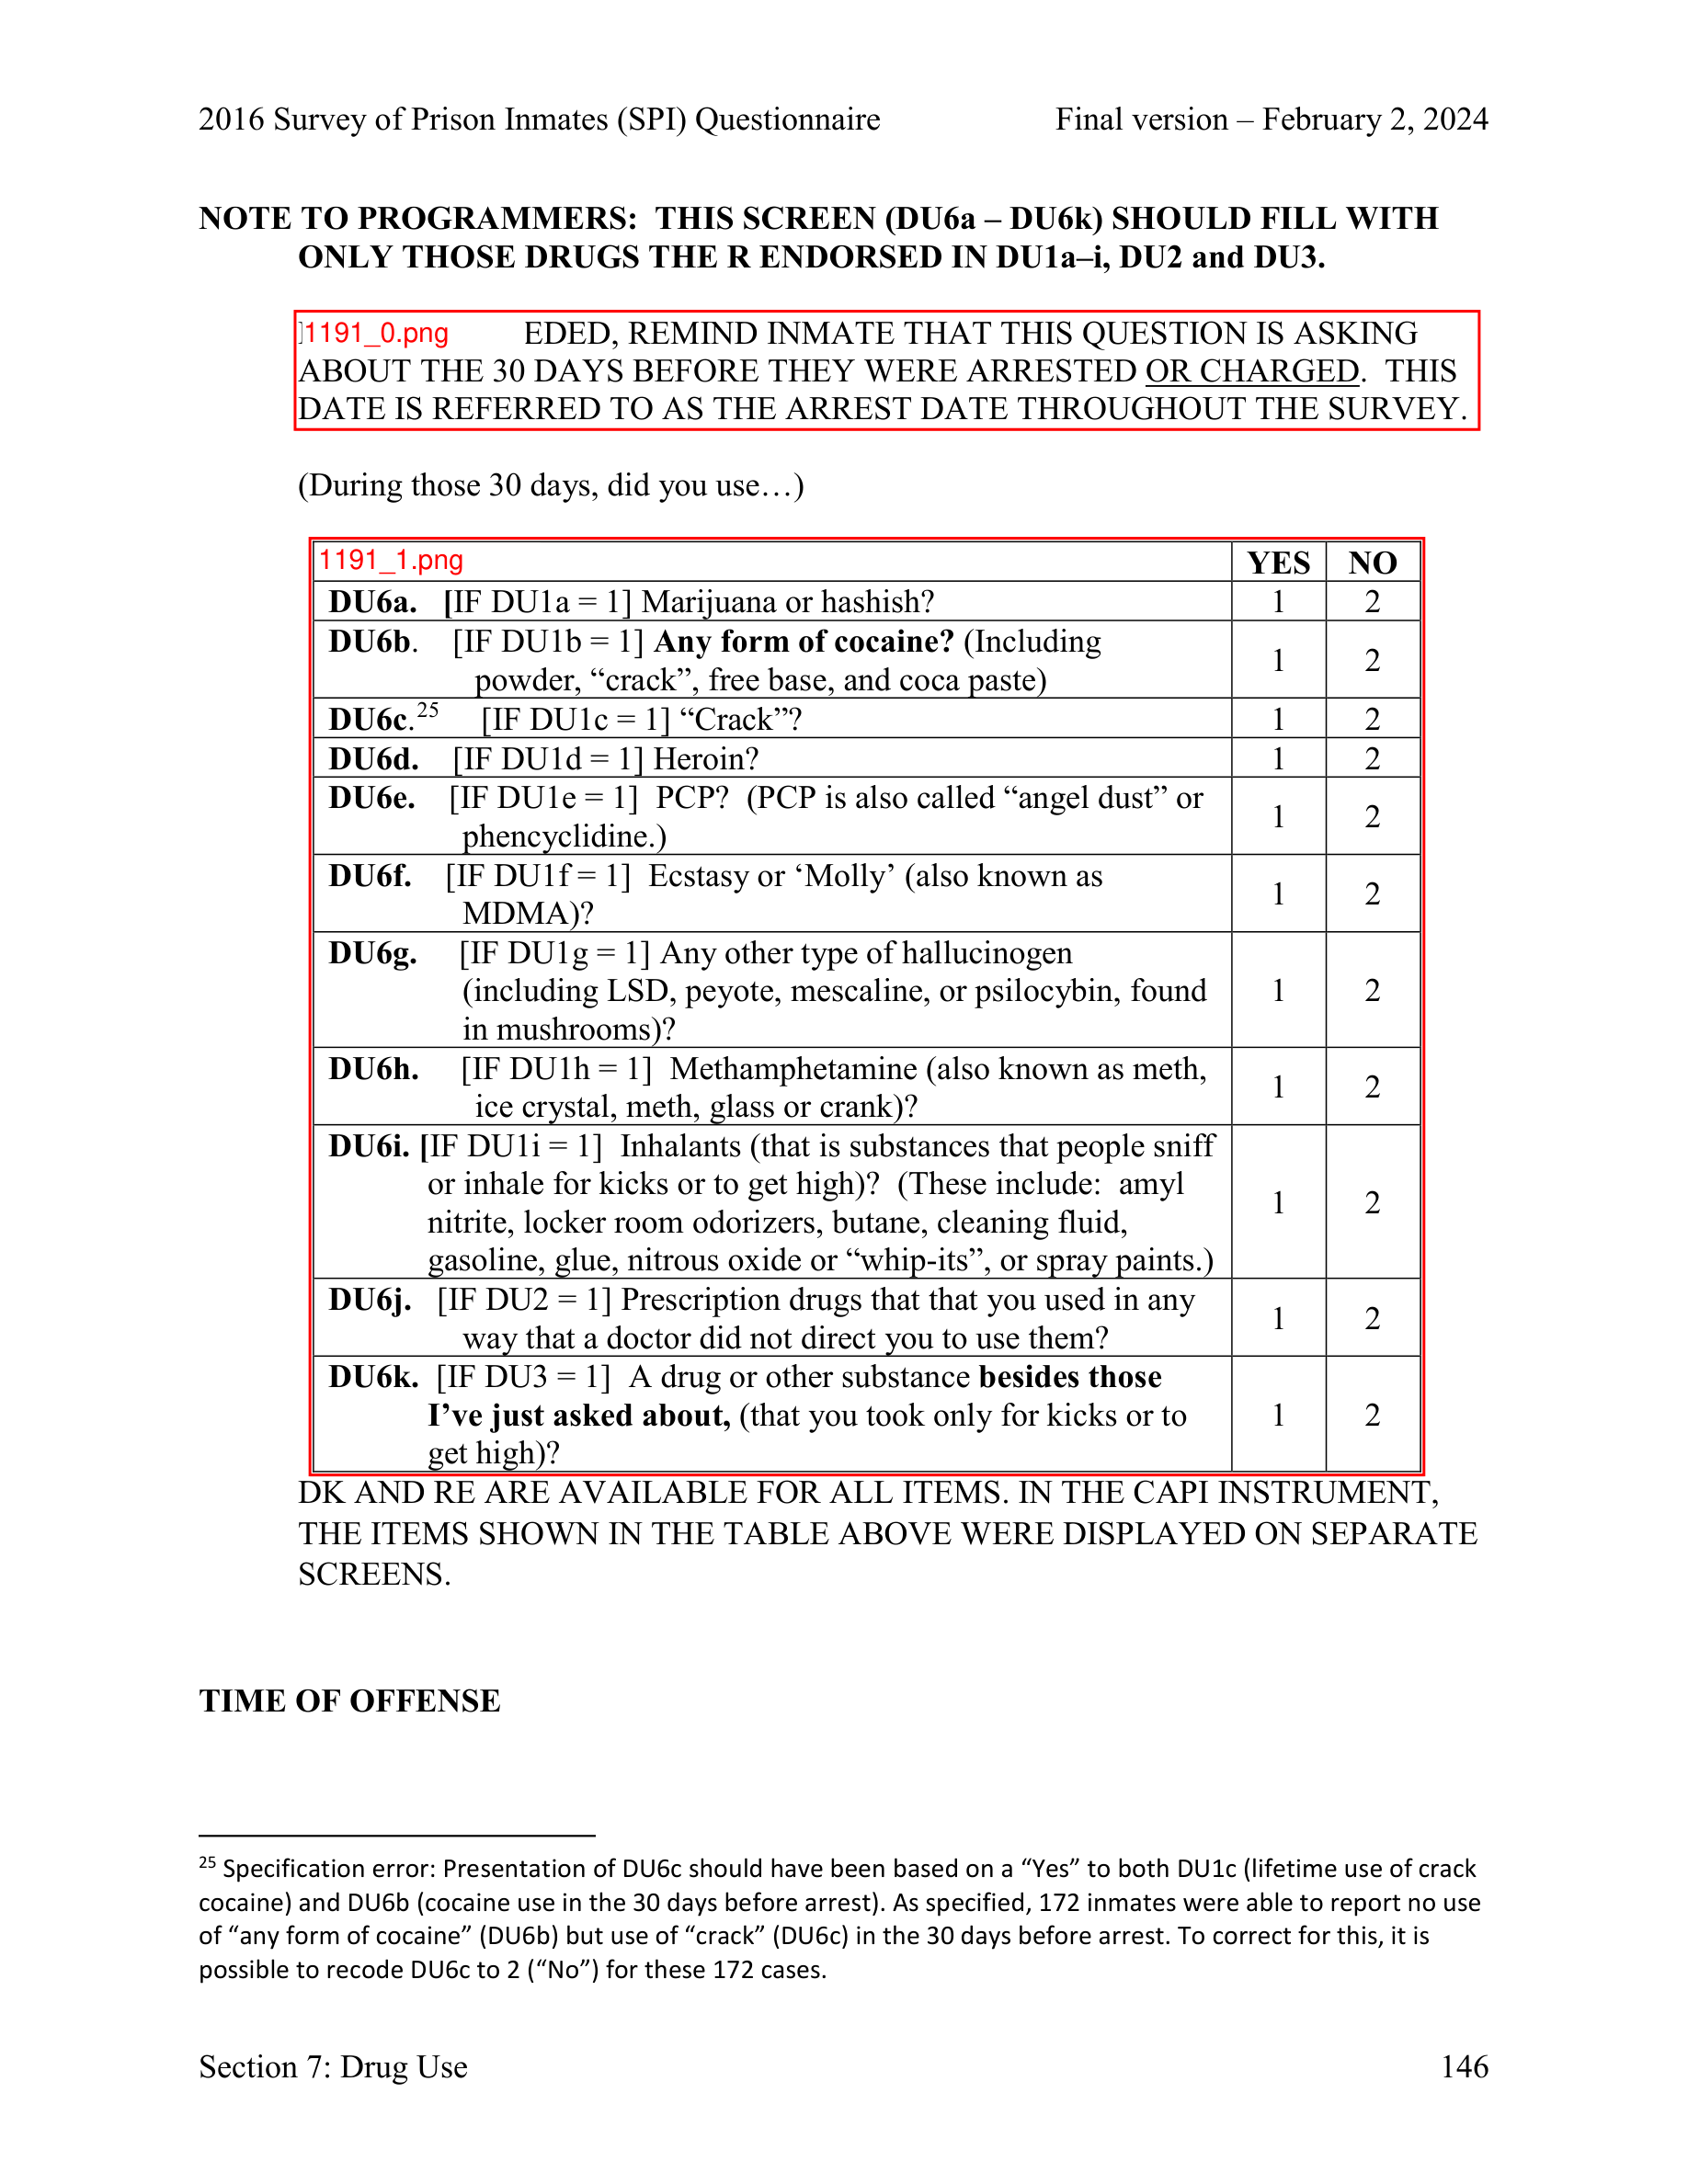 2016 Survey of Prison Inmates (SPI) Questionnaire Final version – February 2, 2024
NOTE TO PROGRAMMERS: THIS SCREEN (DU6a – DU6k) SHOULD FILL WITH
ONLY THOSE DRUGS THE R ENDORSED IN DU1a–i, DU2 and DU3.
1191_0.png EDED, REMIND INMATE THAT THIS QUESTION IS ASKING
ABOUT THE 30 DAYS BEFORE THEY WERE ARRESTED OR CHARGED. THIS
DATE IS REFERRED TO AS THE ARREST DATE THROUGHOUT THE SURVEY.
(During those 30 days, did you use…)
1191_1.png YES NO
DU6a. [IF DU1a = 1] Marijuana or hashish? 1 2
DU6b. [IF DU1b = 1] Any form of cocaine? (Including
powder, “crack”, free base, and coca paste) 1 2
DU6c.25 [IF DU1c = 1] “Crack”? 1 2
DU6d. [IF DU1d = 1] Heroin? 1 2
DU6e. [IF DU1e = 1] PCP? (PCP is also called “angel dust” or
phencyclidine.) 1 2
DU6f. [IF DU1f = 1] Ecstasy or ‘Molly’ (also known as
MDMA)? 1 2
DU6g. [IF DU1g = 1] Any other type of hallucinogen
(including LSD, peyote, mescaline, or psilocybin, found 1 2
in mushrooms)?
DU6h. [IF DU1h = 1] Methamphetamine (also known as meth,
ice crystal, meth, glass or crank)? 1 2
DU6i. [IF DU1i = 1] Inhalants (that is substances that people sniff
or inhale for kicks or to get high)? (These include: amyl
nitrite, locker room odorizers, butane, cleaning fluid, 1 2
gasoline, glue, nitrous oxide or “whip-its”, or spray paints.)
DU6j. [IF DU2 = 1] Prescription drugs that that you used in any
way that a doctor did not direct you to use them? 1 2
DU6k. [IF DU3 = 1] A drug or other substance besides those
I’ve just asked about, (that you took only for kicks or to 1 2
get high)?
DK AND RE ARE AVAILABLE FOR ALL ITEMS. IN THE CAPI INSTRUMENT,
THE ITEMS SHOWN IN THE TABLE ABOVE WERE DISPLAYED ON SEPARATE
SCREENS.
TIME OF OFFENSE
25 Specification error: Presentation of DU6c should have been based on a “Yes” to both DU1c (lifetime use of crack
cocaine) and DU6b (cocaine use in the 30 days before arrest). As specified, 172 inmates were able to report no use
of “any form of cocaine” (DU6b) but use of “crack” (DU6c) in the 30 days before arrest. To correct for this, it is
possible to recode DU6c to 2 (“No”) for these 172 cases.
Section 7: Drug Use 146